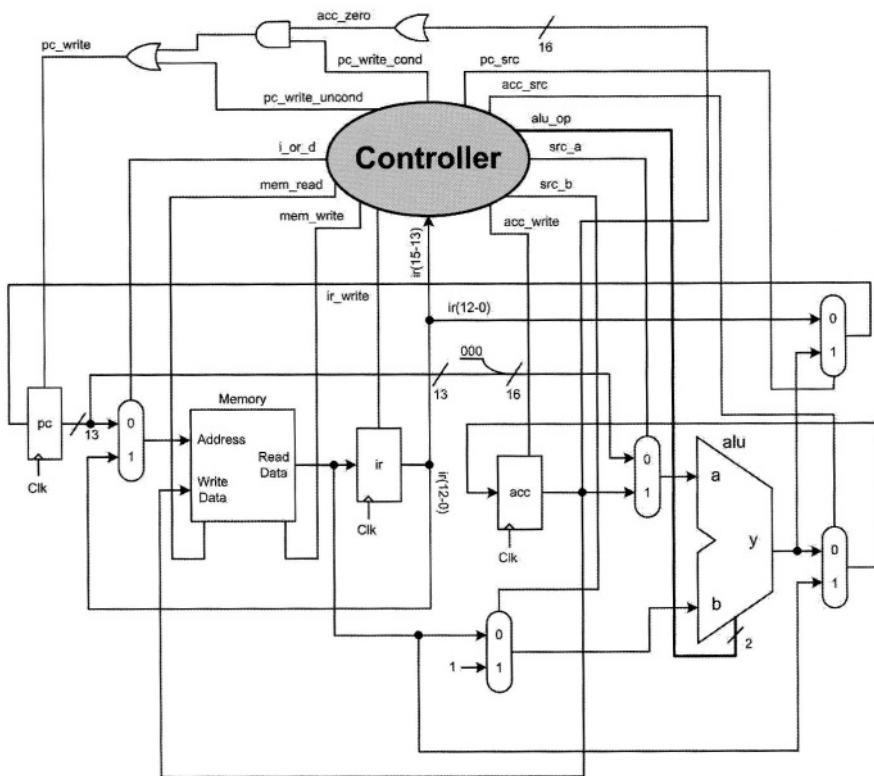 acc_zero
16
pc_write
pc_write_cond
pc_src
acc_src
pc_write_uncond
alu_op
i_or_d
Controller
src_a
mem_read
src_b
mem_write
acc_write
ir(15-13)
ir_write
ir(12-0)
0
1
000
13
16
pc
13
0
1
Memory
Address
Read
Data
Write
Data
ir
ir(12-0)
acc
0
1
alu
a
y
b
0
1
Clk
Clk
Clk
0
1
1
2